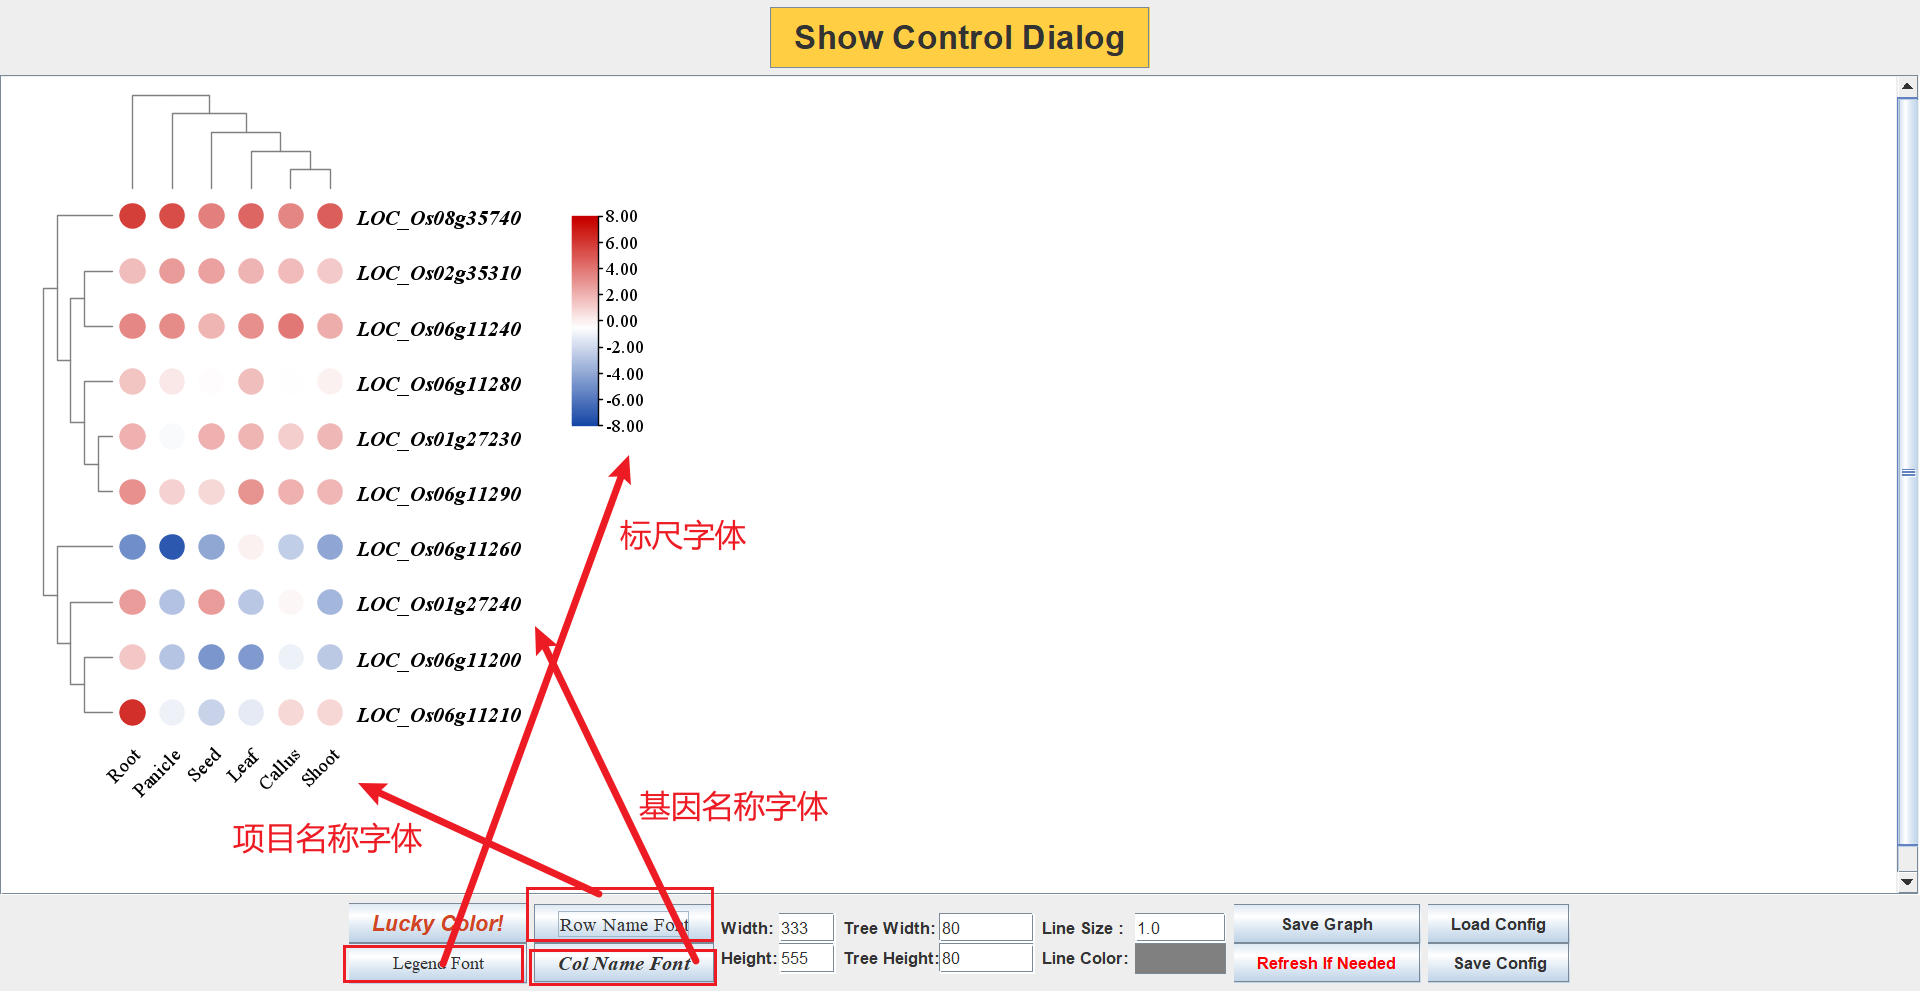 Show Control Dialog
LOC_Os08g35740
LOC_Os02g35310
LOC_Os06g11240
LOC_Os06g11280
LOC_Os01g27230
LOC_Os06g11290
LOC_Os06g11260
LOC_Os01g27240
LOC_Os06g11200
LOC_Os06g11210
8.00
6.00
4.00
2.00
0.00
-2.00
-4.00
-6.00
-8.00
标尺字体
Root
Panicle
Seed
Leaf
Callus
Shoot
基因名称字体
项目名称字体
Lucky Color!
Row Name Font
Legend Font
Col Name Font
Width: 333
Height: 555
Tree Width: 80
Tree Height: 80
Line Size : 1.0
Line Color:
Save Graph
Load Config
Refresh If Needed
Save Config